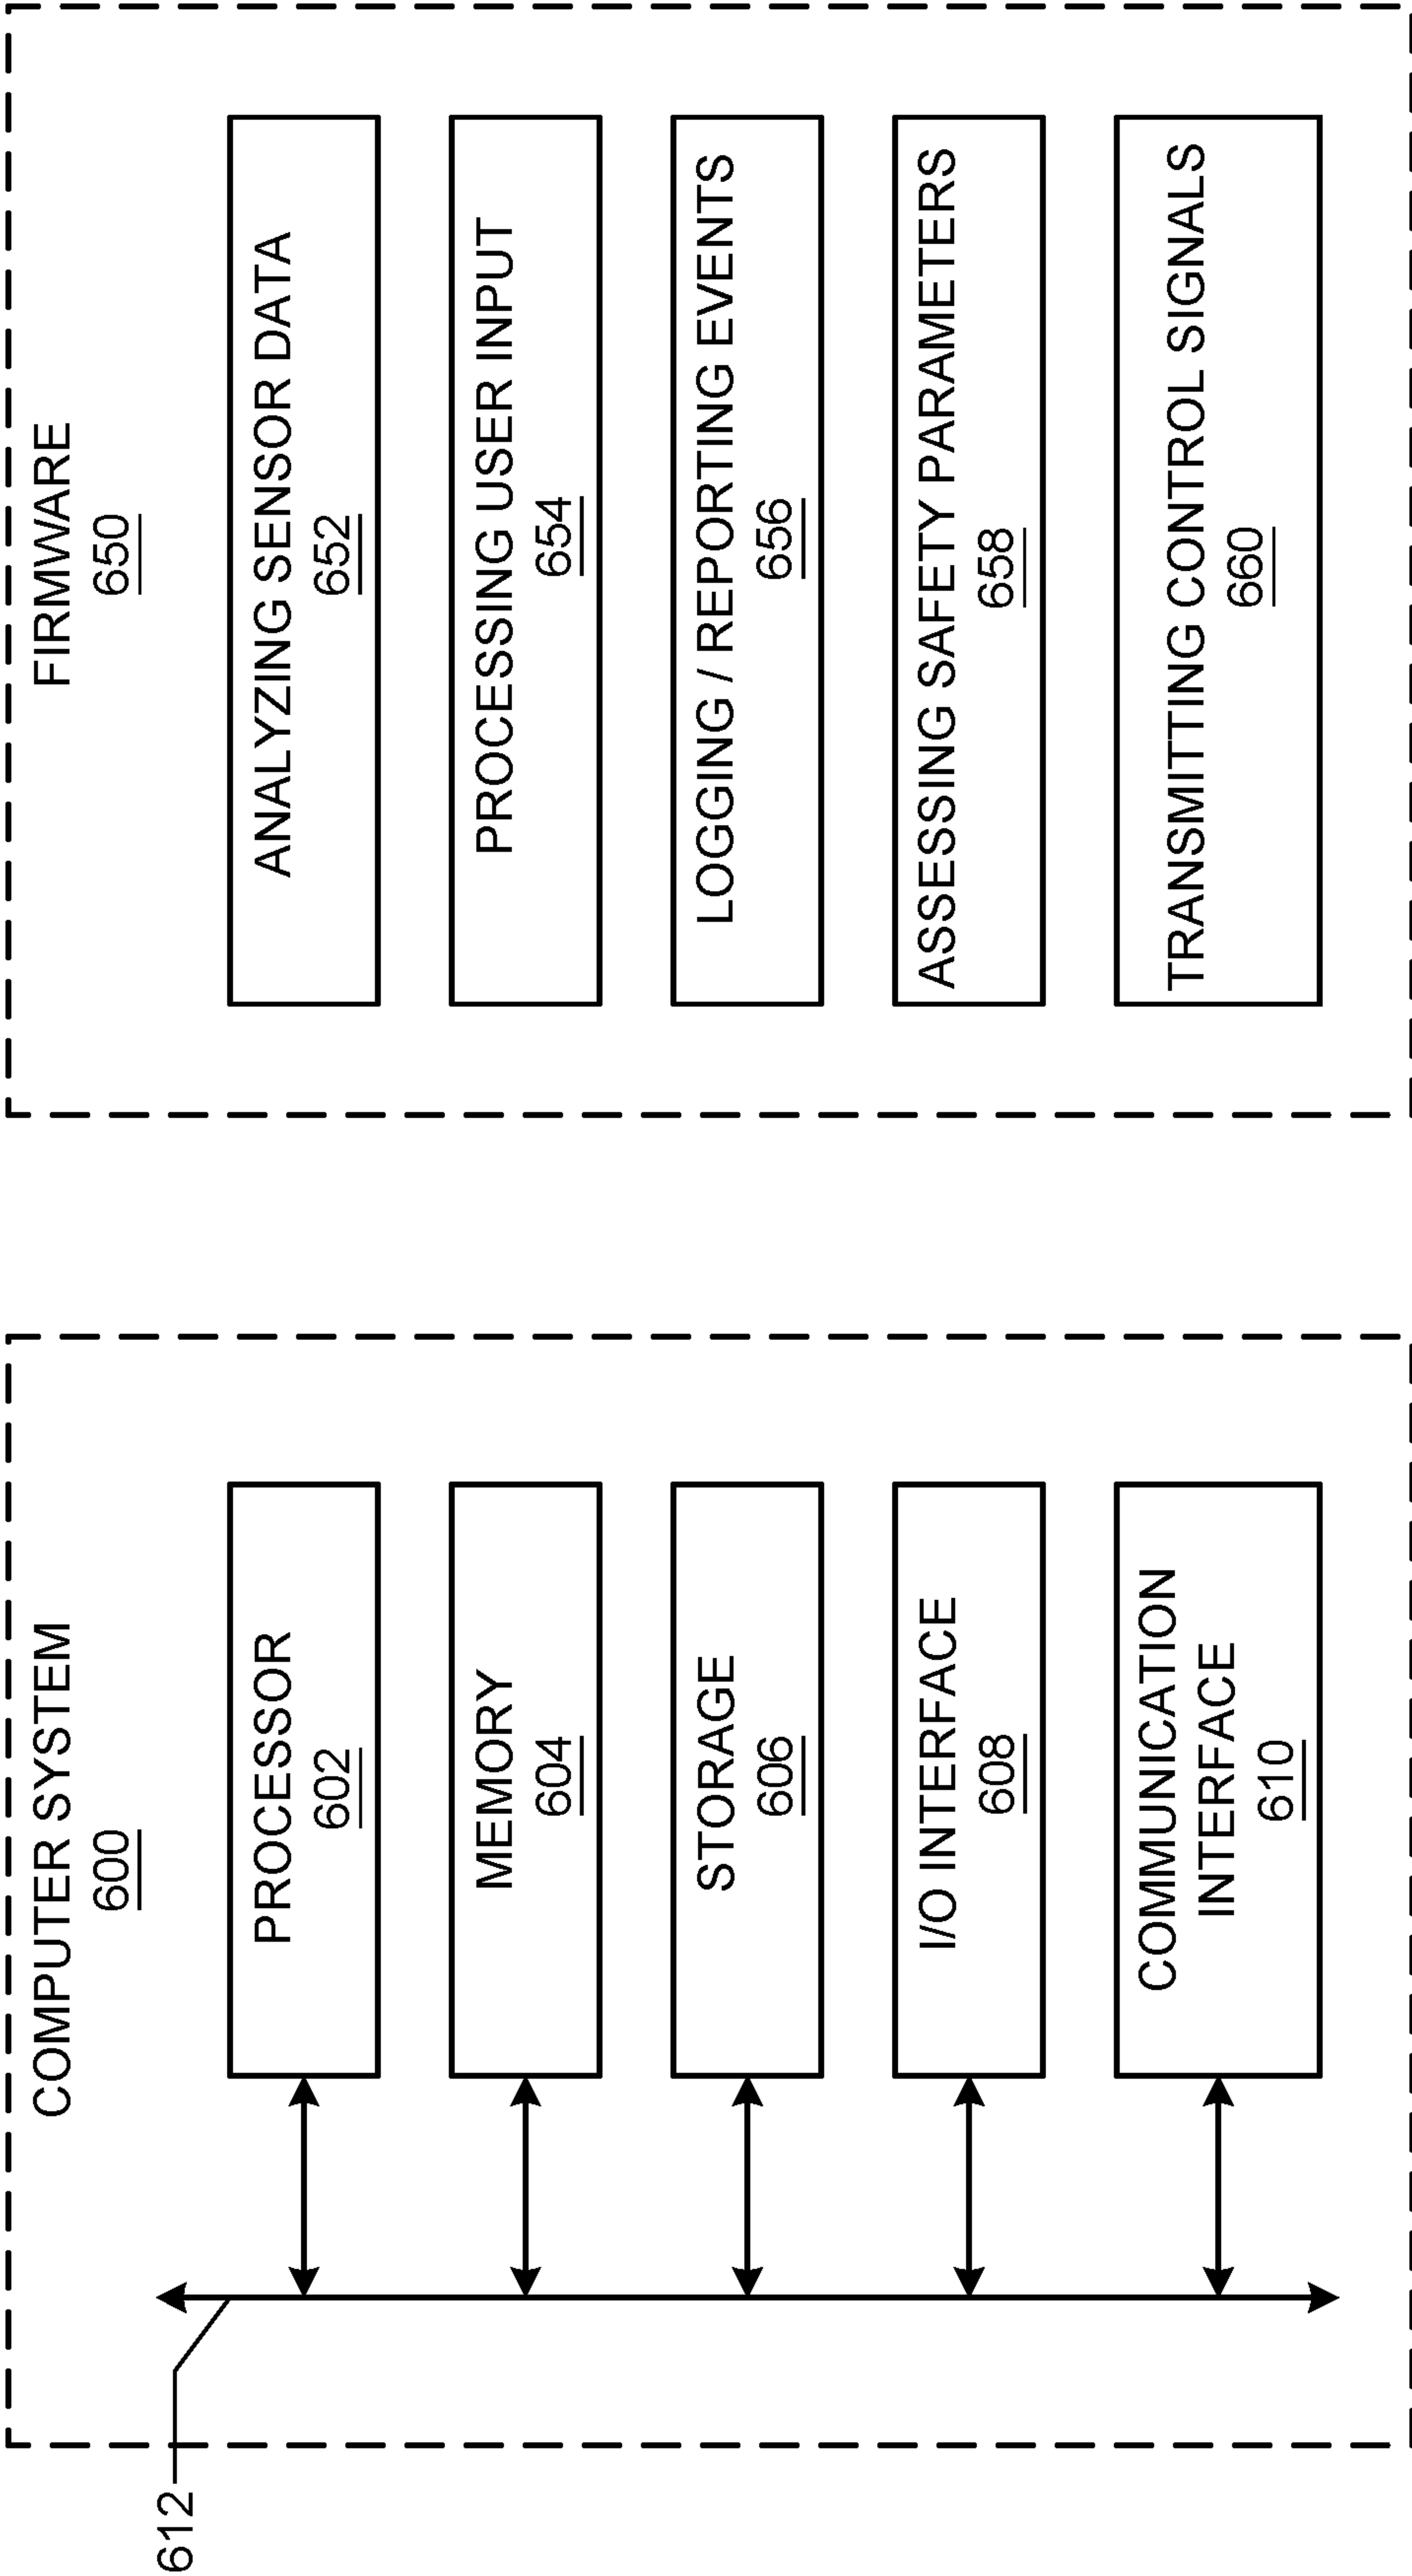 612
COMPUTER SYSTEM
600
PROCESSOR
602
MEMORY
604
STORAGE
606
I/O INTERFACE
608
COMMUNICATION
INTERFACE
610
FIRMWARE
650
ANALYZING SENSOR DATA
652
PROCESSING USER INPUT
654
LOGGING / REPORTING EVENTS
656
ASSESSING SAFETY PARAMETERS
658
TRANSMITTING CONTROL SIGNALS
660